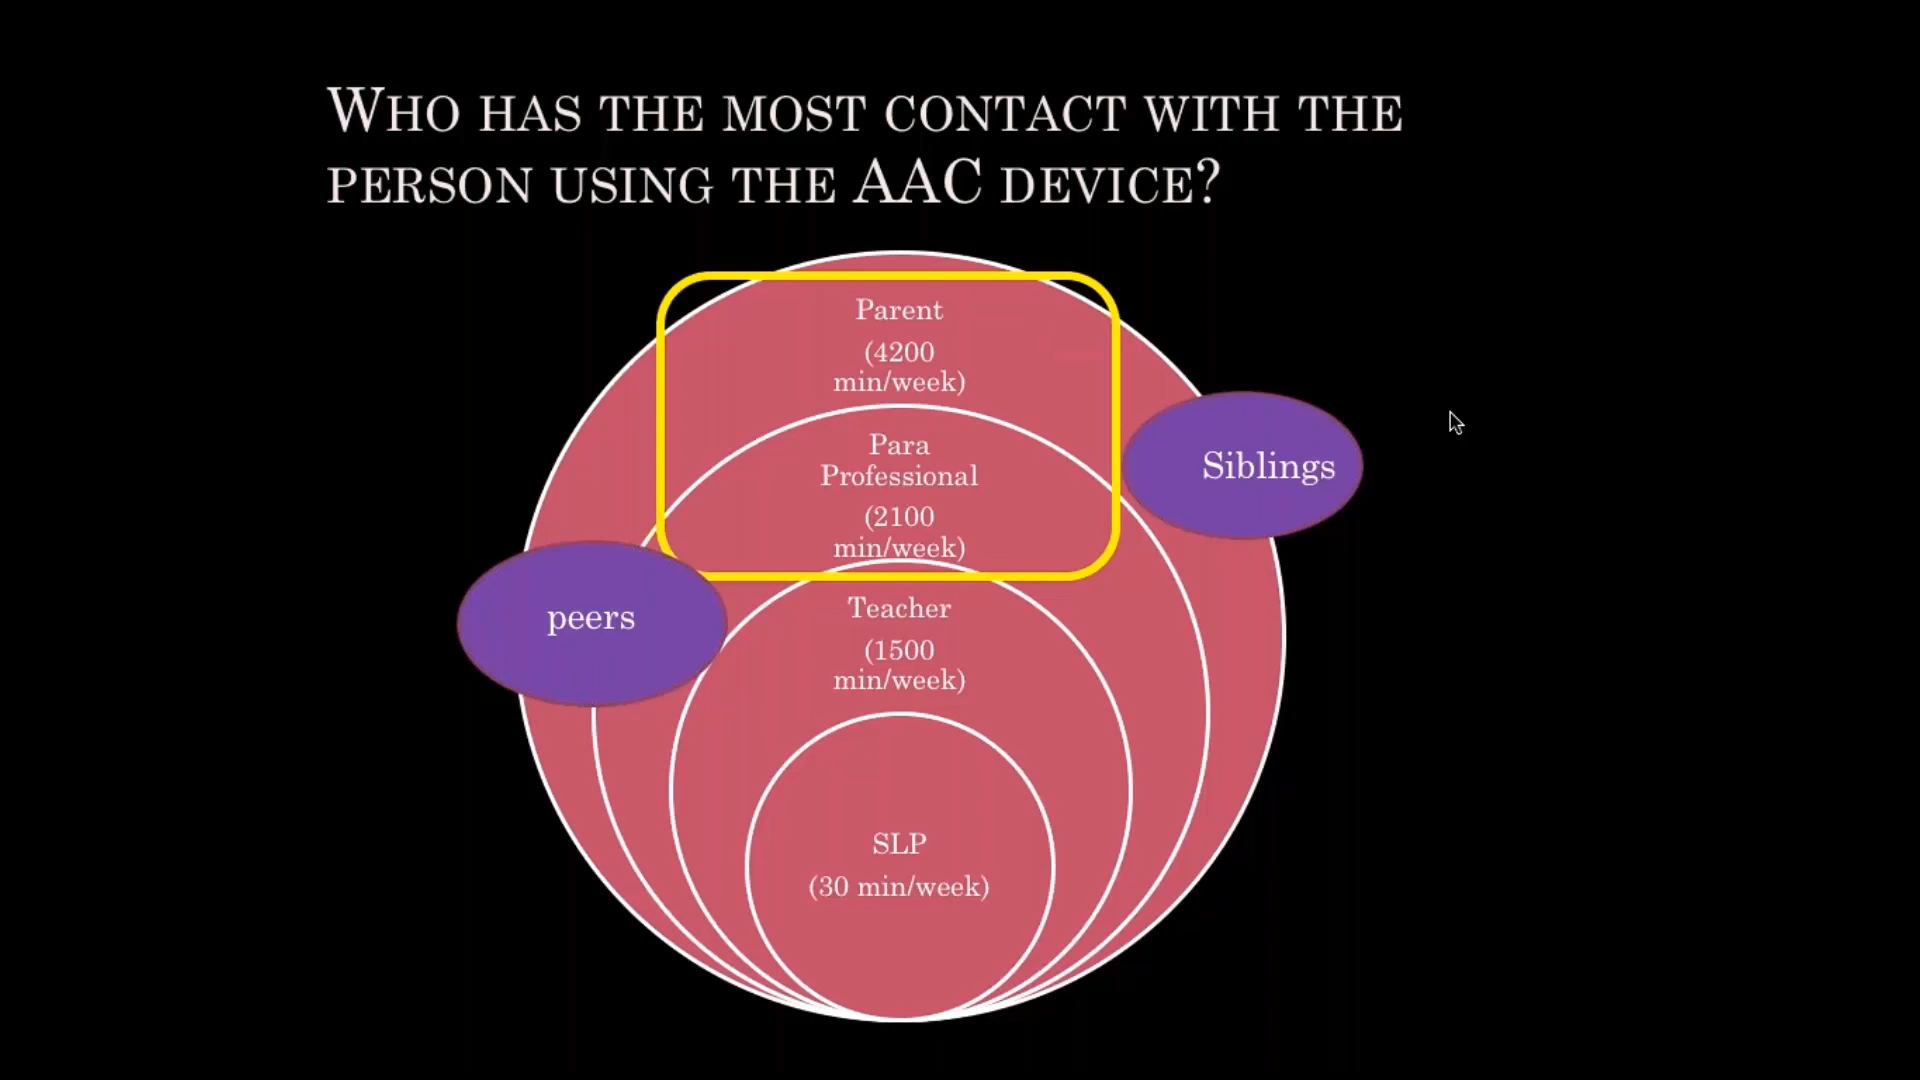 Who has the most contact with the
person using the AAC device?
Parent
(4200
min/week)
Para
Professional
(2100
min/week)
Siblings
peers
Teacher
(1500
min/week)
SLP
(30 min/week)